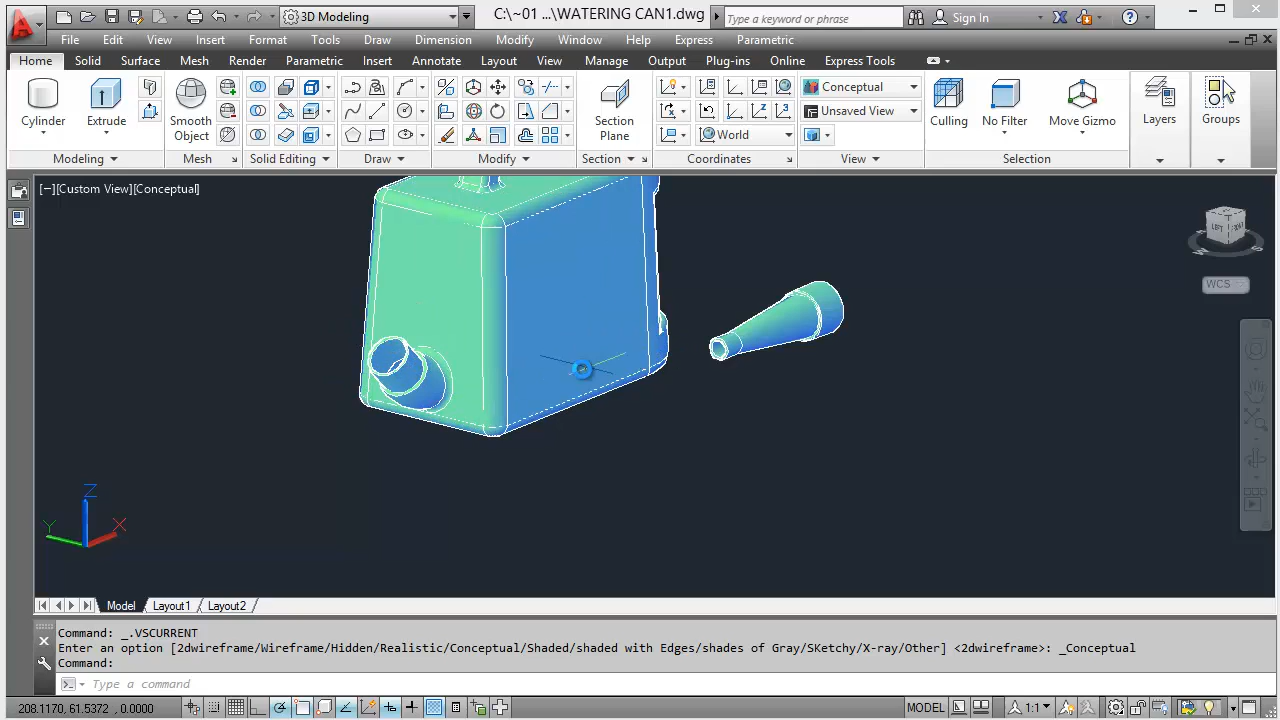 3D Modeling
C:\~01 ...\WATERING CAN1.dwg
Type a keyword or phrase
Sign In
File Edit View Insert Format Tools Draw Dimension Modify Window Help Express Parametric
Home Solid Surface Mesh Render Parametric Insert Annotate Layout View Manage Output Plug-ins Online Express Tools
Cylinder Extrude Smooth Object Section Plane Culling No Filter Move Gizmo Layers Groups
Conceptual
Unsaved View
World
Modeling Mesh Solid Editing Draw Modify Section Coordinates View Selection
[−][Custom View][Conceptual]
LEFT FRONT
S
WCS
Z
Y X
Model Layout1 Layout2
Command: _.VSCURRENT
Enter an option [2dwireframe/Wireframe/Hidden/Realistic/Conceptual/Shaded/shaded with Edges/shades of Gray/SKetchy/X-ray/Other] <2dwireframe>: _Conceptual
Command:
Type a command
208.1170, 61.5372 , 0.0000
MODEL
1:1